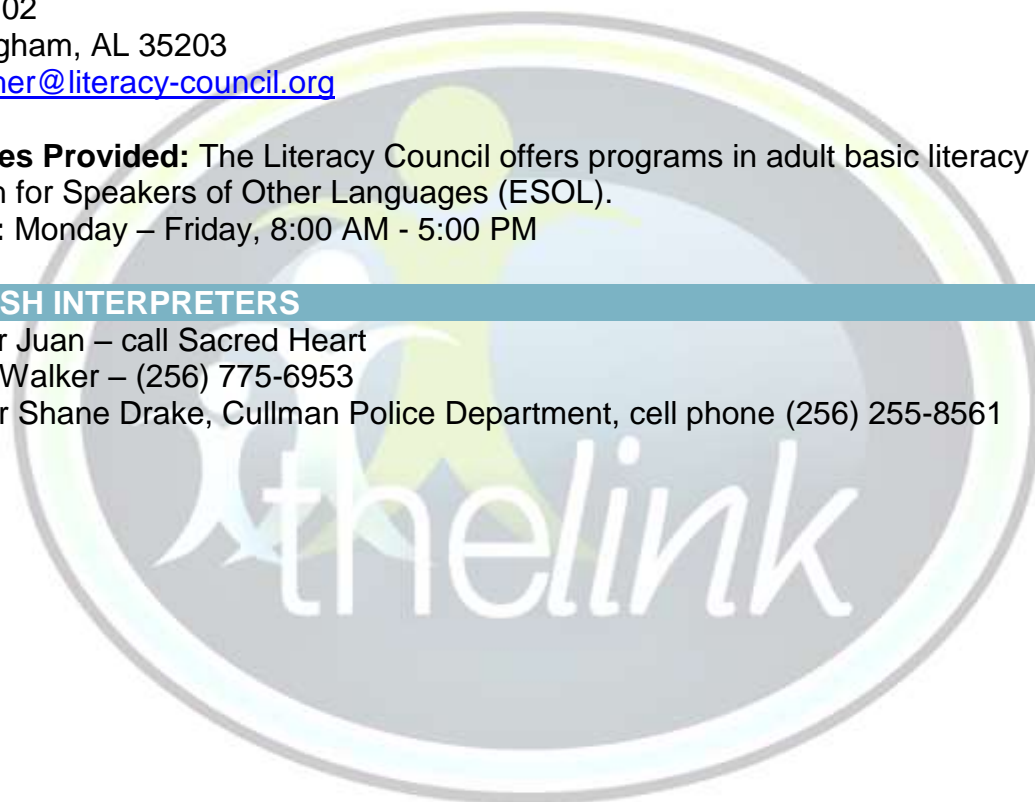 02
gham, AL 35203
ner@literacy-council.org
es Provided: The Literacy Council offers programs in adult basic literacy
n for Speakers of Other Languages (ESOL).
: Monday – Friday, 8:00 AM - 5:00 PM
SH INTERPRETERS
r Juan – call Sacred Heart
Walker – (256) 775-6953
r Shane Drake, Cullman Police Department, cell phone (256) 255-8561
thelink